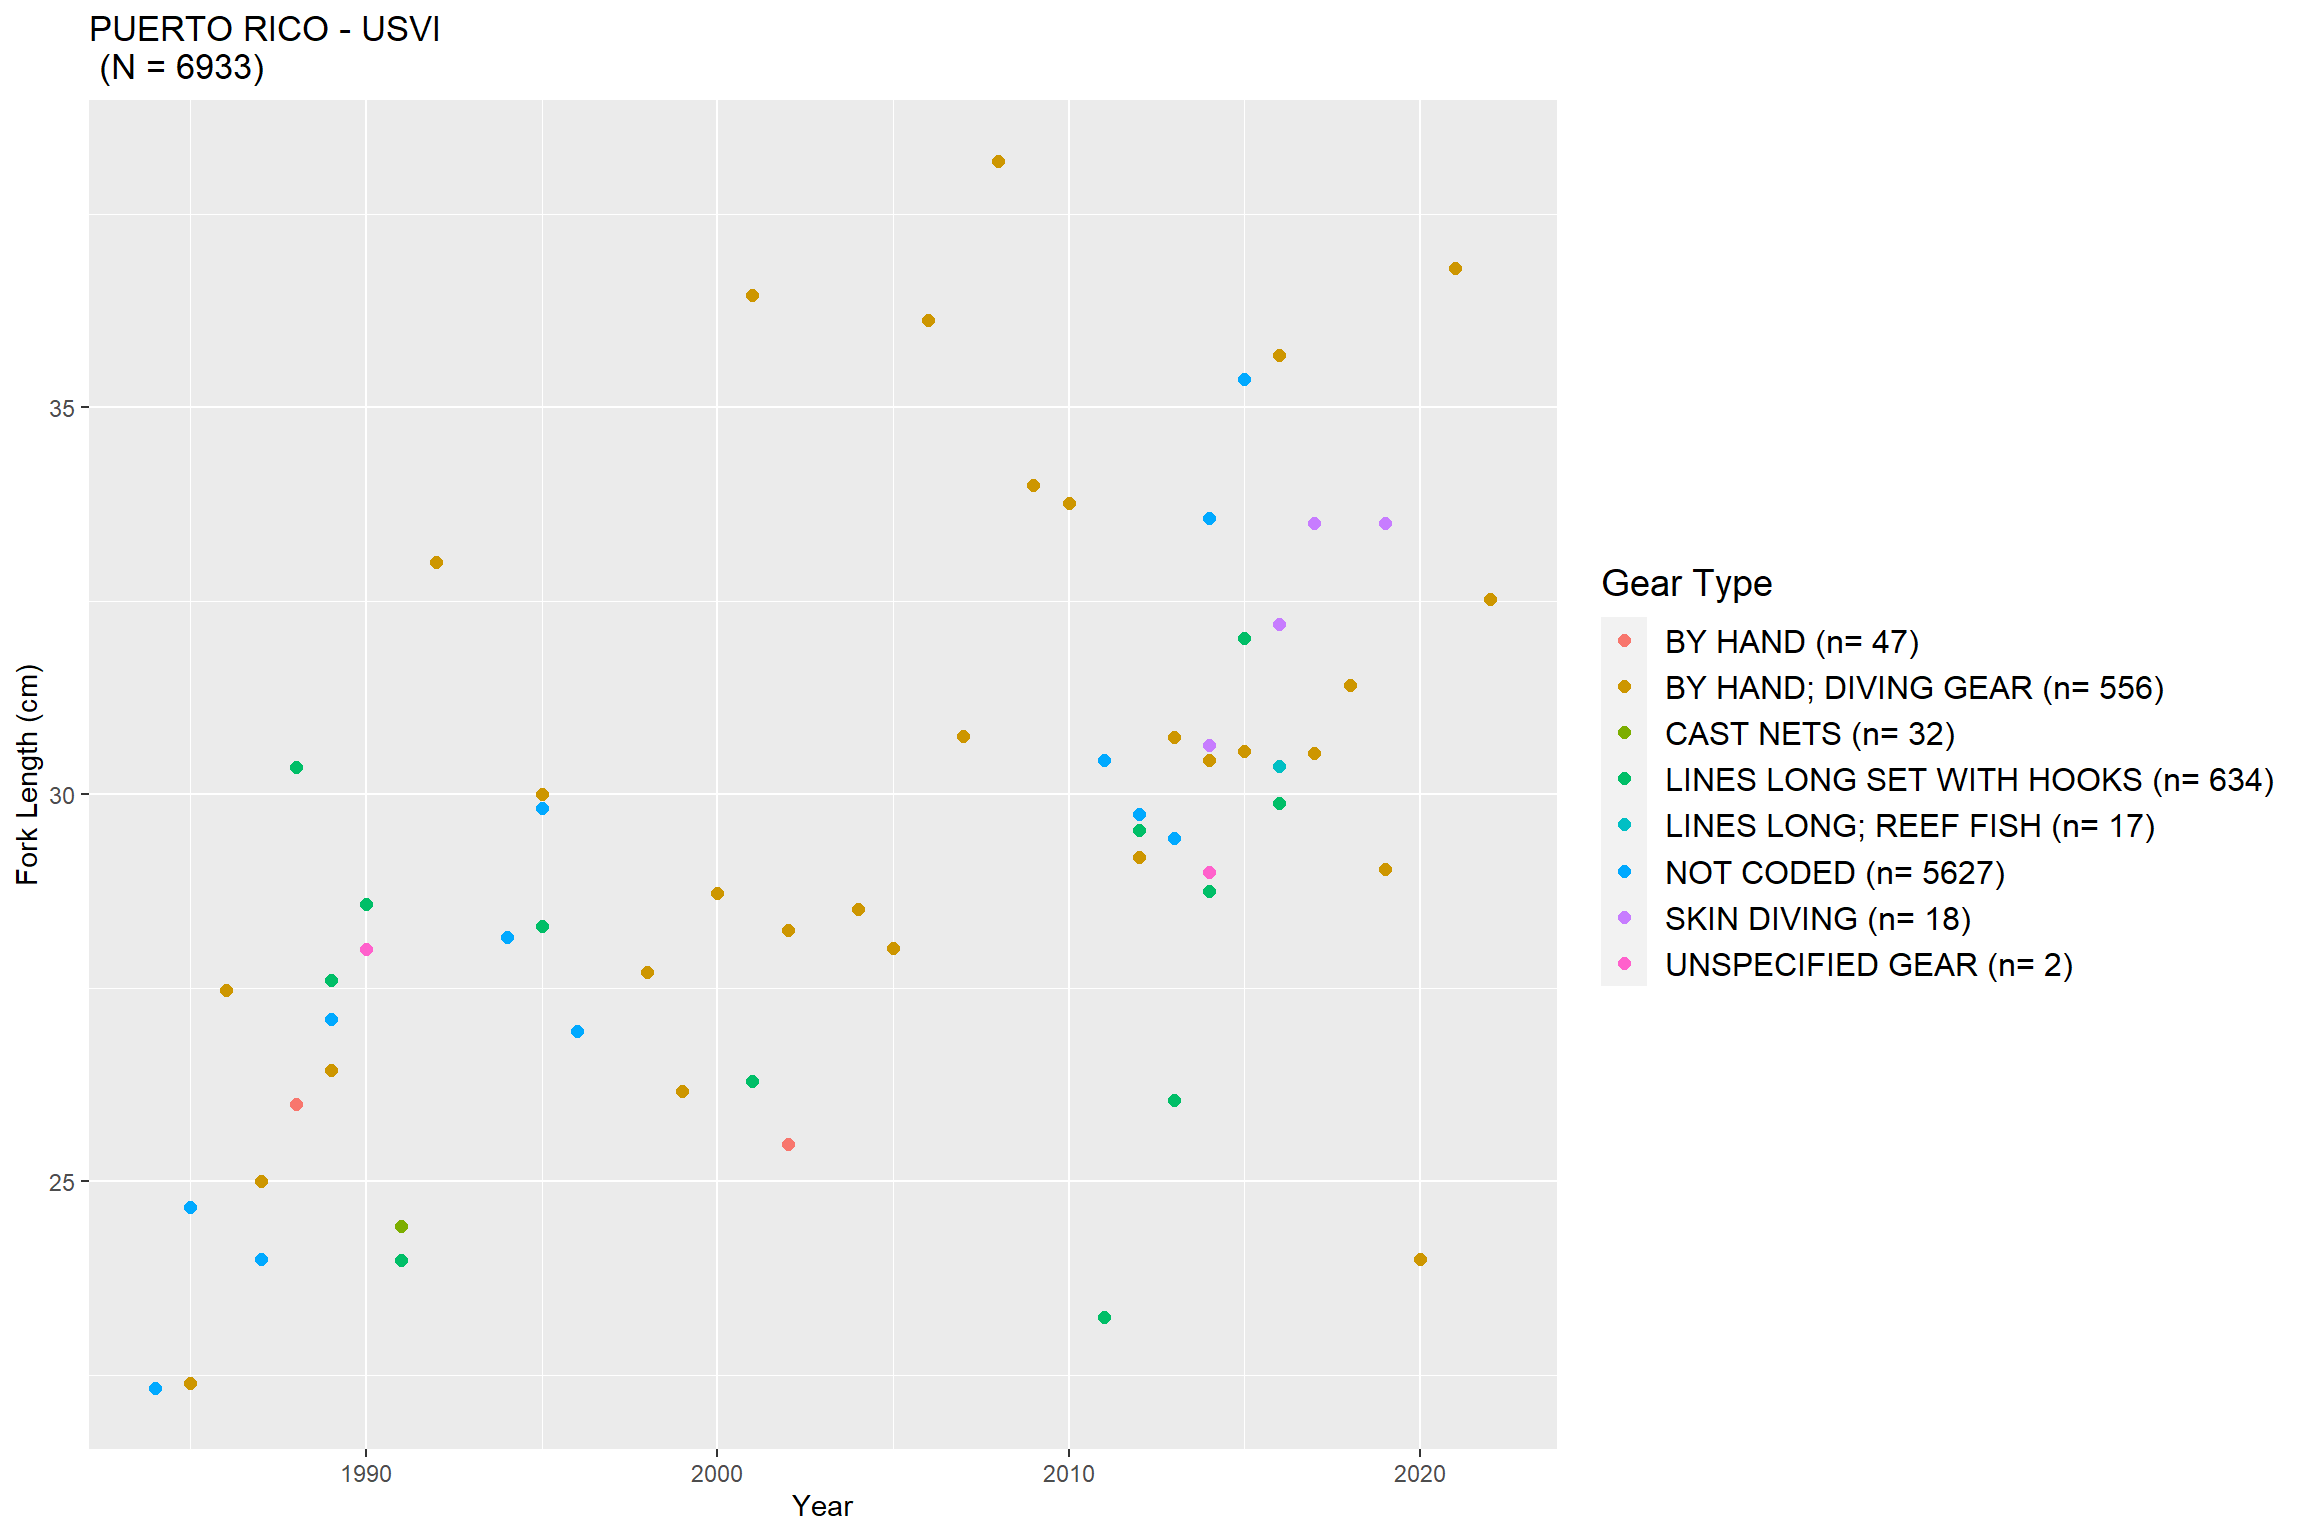 PUERTO RICO - USVI
(N = 6933)
35
30
25
Fork Length (cm)
1990
2000
2010
2020
Year
Gear Type
BY HAND (n= 47)
BY HAND; DIVING GEAR (n= 556)
CAST NETS (n= 32)
LINES LONG SET WITH HOOKS (n= 634)
LINES LONG; REEF FISH (n= 17)
NOT CODED (n= 5627)
SKIN DIVING (n= 18)
UNSPECIFIED GEAR (n= 2)